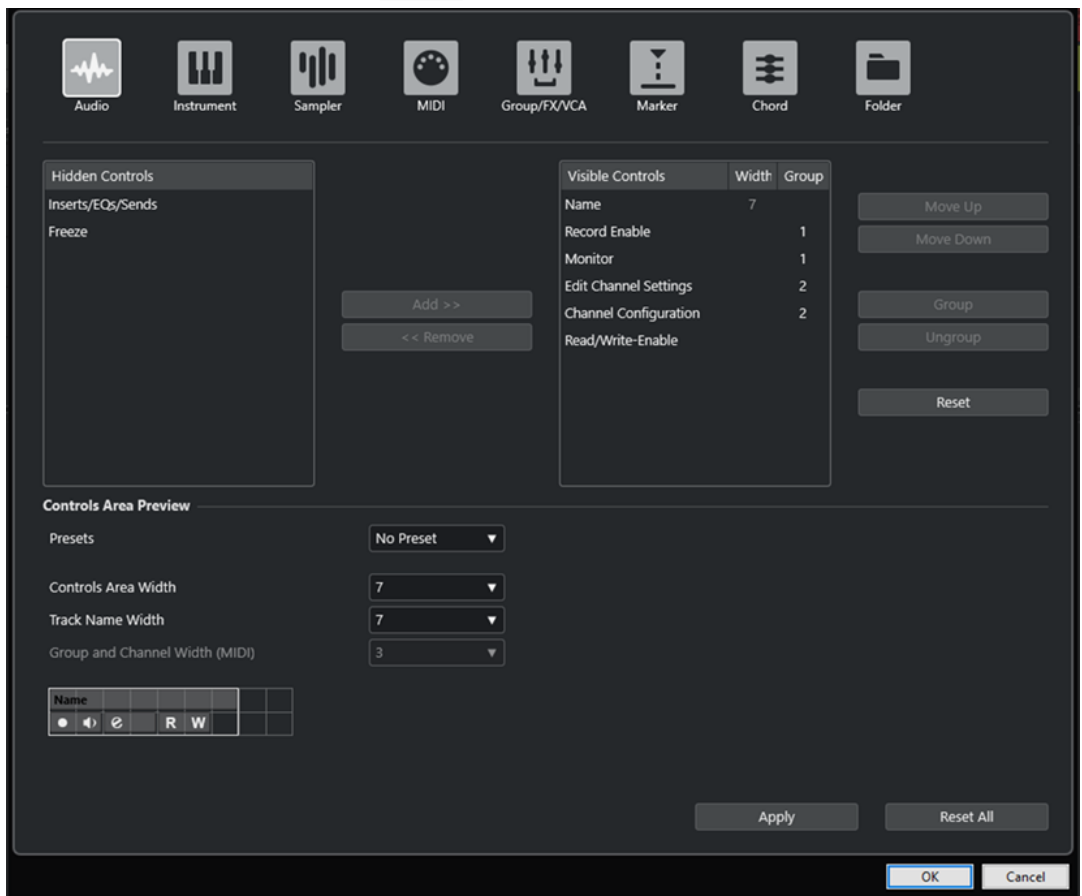 Audio Instrument Sampler MIDI Group/FX/VCA Marker Chord Folder
Hidden Controls
Inserts/EQs/Sends
Freeze
Add >>
<< Remove
Visible Controls Width Group
Name 7
Record Enable 1
Monitor 1
Edit Channel Settings 2
Channel Configuration 2
Read/Write-Enable
Move Up
Move Down
Group
Ungroup
Reset
Controls Area Preview
Presets No Preset
Controls Area Width 7
Track Name Width 7
Group and Channel Width (MIDI) 3
Name
R W
Apply Reset All
OK Cancel